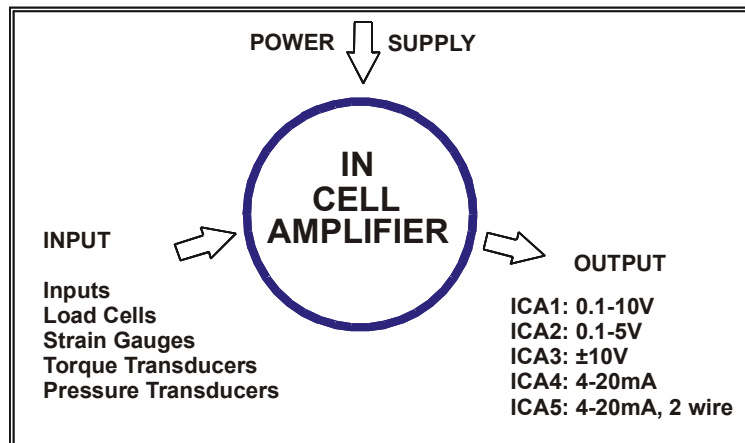 POWER SUPPLY
IN
CELL
AMPLIFIER
INPUT
Inputs
Load Cells
Strain Gauges
Torque Transducers
Pressure Transducers
OUTPUT
ICA1: 0.1-10V
ICA2: 0.1-5V
ICA3: ±10V
ICA4: 4-20mA
ICA5: 4-20mA, 2 wire